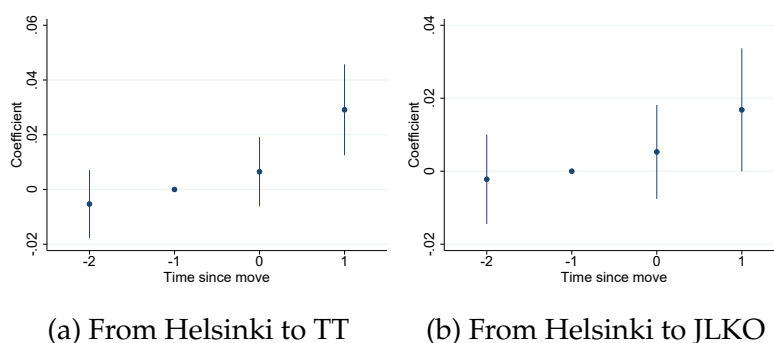 .06
.04
.02
0
-.02
Coefficient
-2
-1
0
1
Time since move
(a) From Helsinki to TT
.04
.02
0
-.02
Coefficient
-2
-1
0
1
Time since move
(b) From Helsinki to JLKO